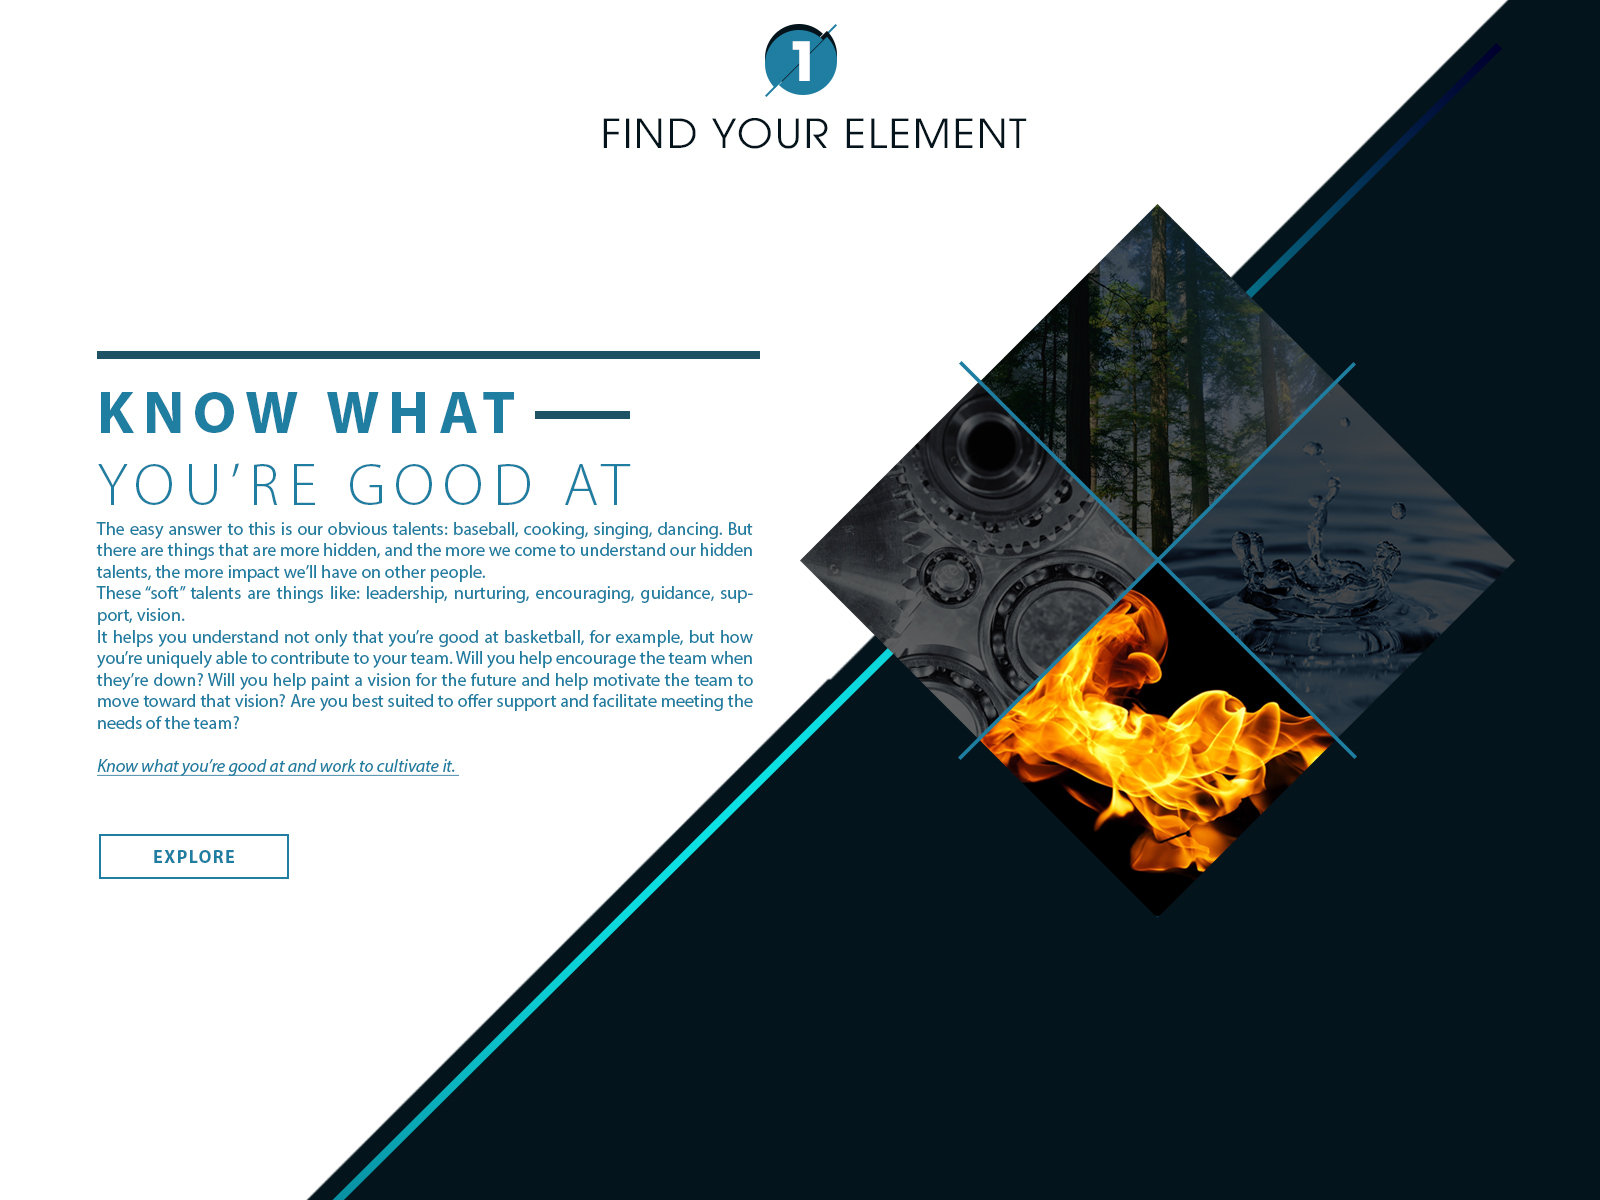 1
FIND YOUR ELEMENT
KNOW WHAT
YOU’RE GOOD AT
The easy answer to this is our obvious talents: baseball, cooking, singing, dancing. But
there are things that are more hidden, and the more we come to understand our hidden
talents, the more impact we’ll have on other people.
These “soft” talents are things like: leadership, nurturing, encouraging, guidance, sup-
port, vision.
It helps you understand not only that you’re good at basketball, for example, but how
you’re uniquely able to contribute to your team. Will you help encourage the team when
they’re down? Will you help paint a vision for the future and help motivate the team to
move toward that vision? Are you best suited to offer support and facilitate meeting the
needs of the team?
Know what you’re good at and work to cultivate it.
EXPLORE